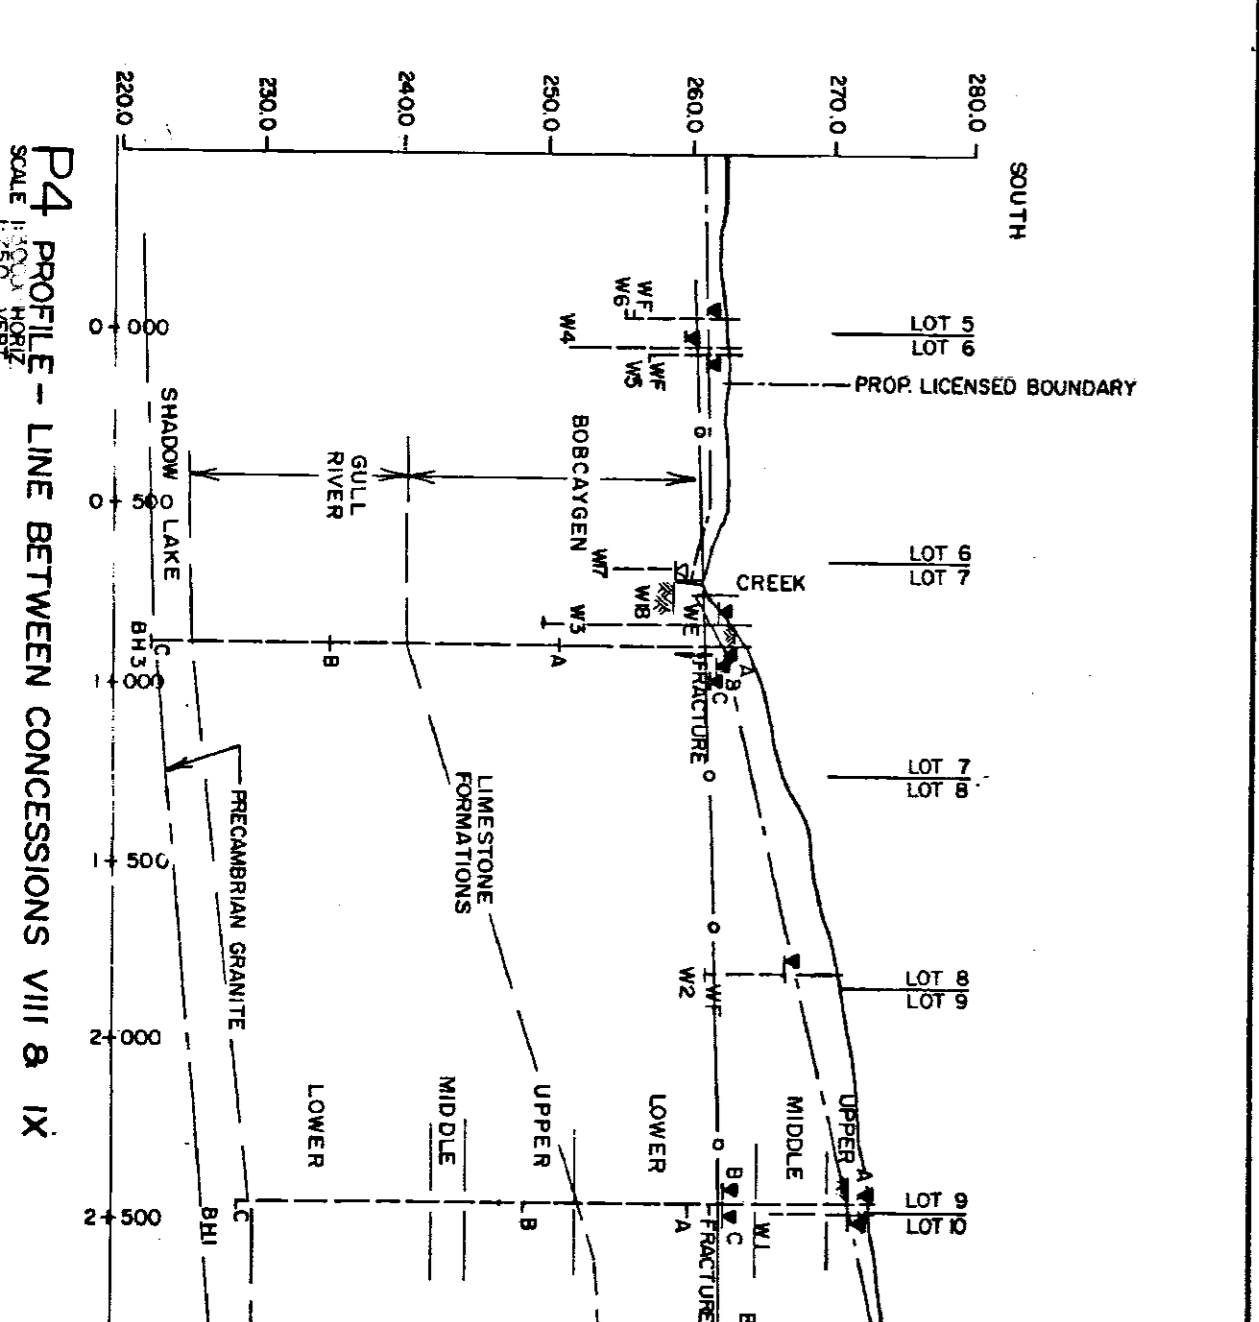 SOUTH
280.0
270.0
260.0
250.0
240.0
230.0
220.0
LOT 5
LOT 6
PROP. LICENSED BOUNDARY
LOT 6
LOT 7
LOT 7
LOT 8
LOT 8
LOT 9
LOT 9
LOT 10
WF
W6
W4
WF
W5
CREEK
W17
W18
W3
WF
A
B
C
FRACTURE
A
B
C
BH3
BOBCAYGEN
GULL
RIVER
SHADOW LAKE
LIMESTONE
FORMATIONS
PRECAMBRIAN GRANITE
WF
W2
UPPER
MIDDLE
LOWER
UPPER
MIDDLE
LOWER
A
B
C
W1
FRACTURE
A
B
C
BH1
0+000
0+500
1+000
1+500
2+000
2+500
P4 PROFILE - LINE BETWEEN CONCESSIONS VIII & IX
SCALE HORIZ
VERT